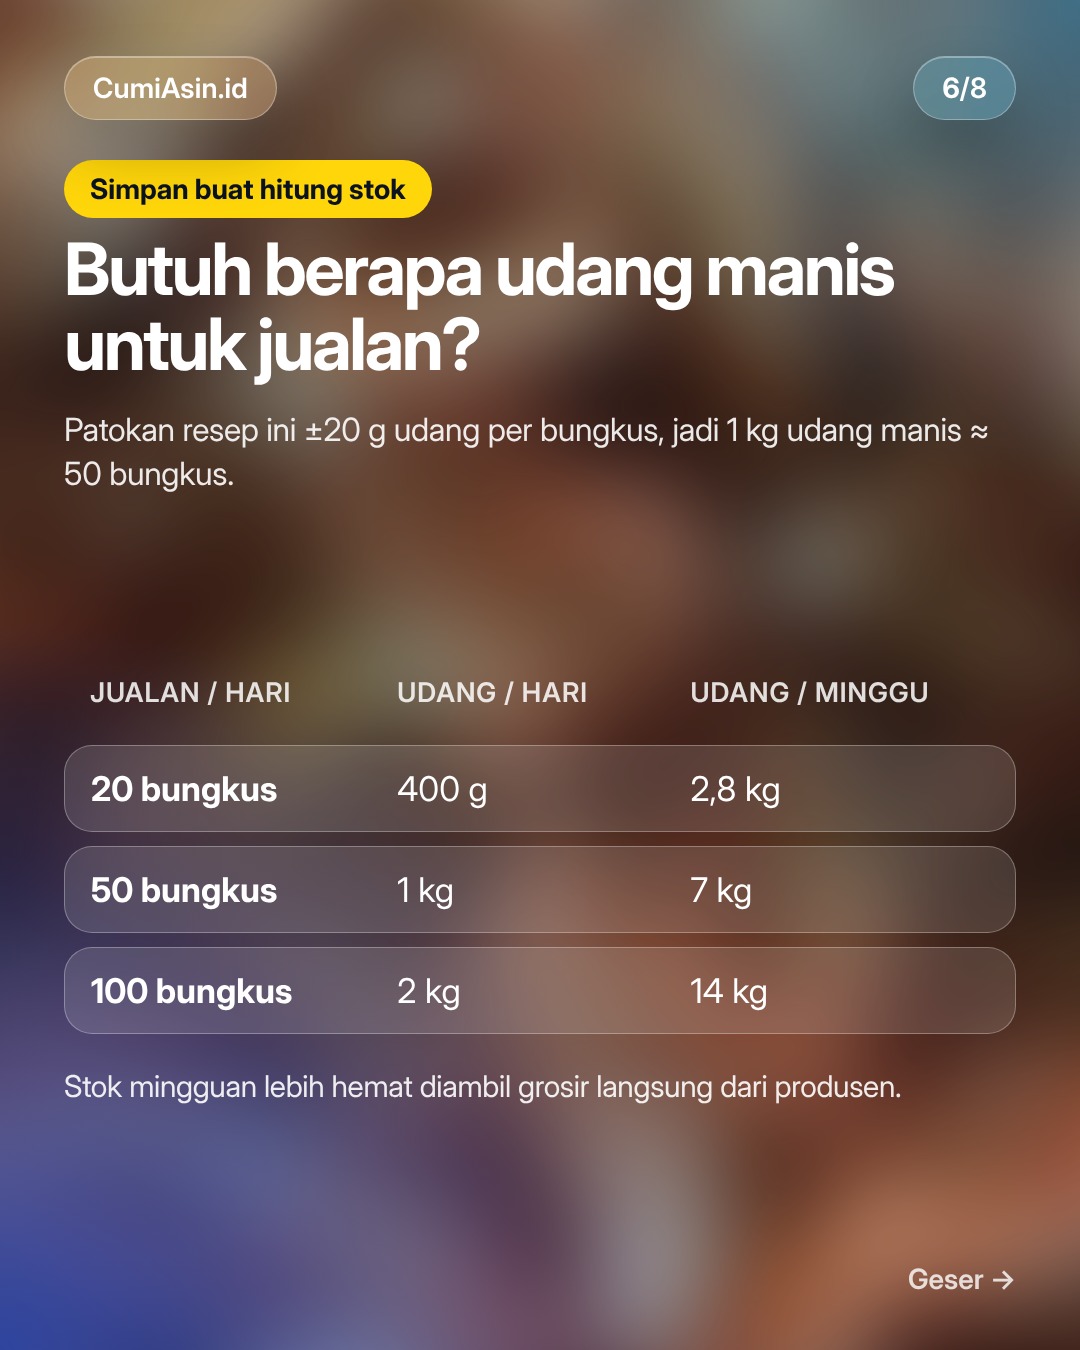 CumiAsin.id
6/8
Simpan buat hitung stok
Butuh berapa udang manis
untuk jualan?
Patokan resep ini ±20 g udang per bungkus, jadi 1 kg udang manis ≈
50 bungkus.
JUALAN / HARI UDANG / HARI UDANG / MINGGU
20 bungkus 400 g 2,8 kg
50 bungkus 1 kg 7 kg
100 bungkus 2 kg 14 kg
Stok mingguan lebih hemat diambil grosir langsung dari produsen.
Geser →